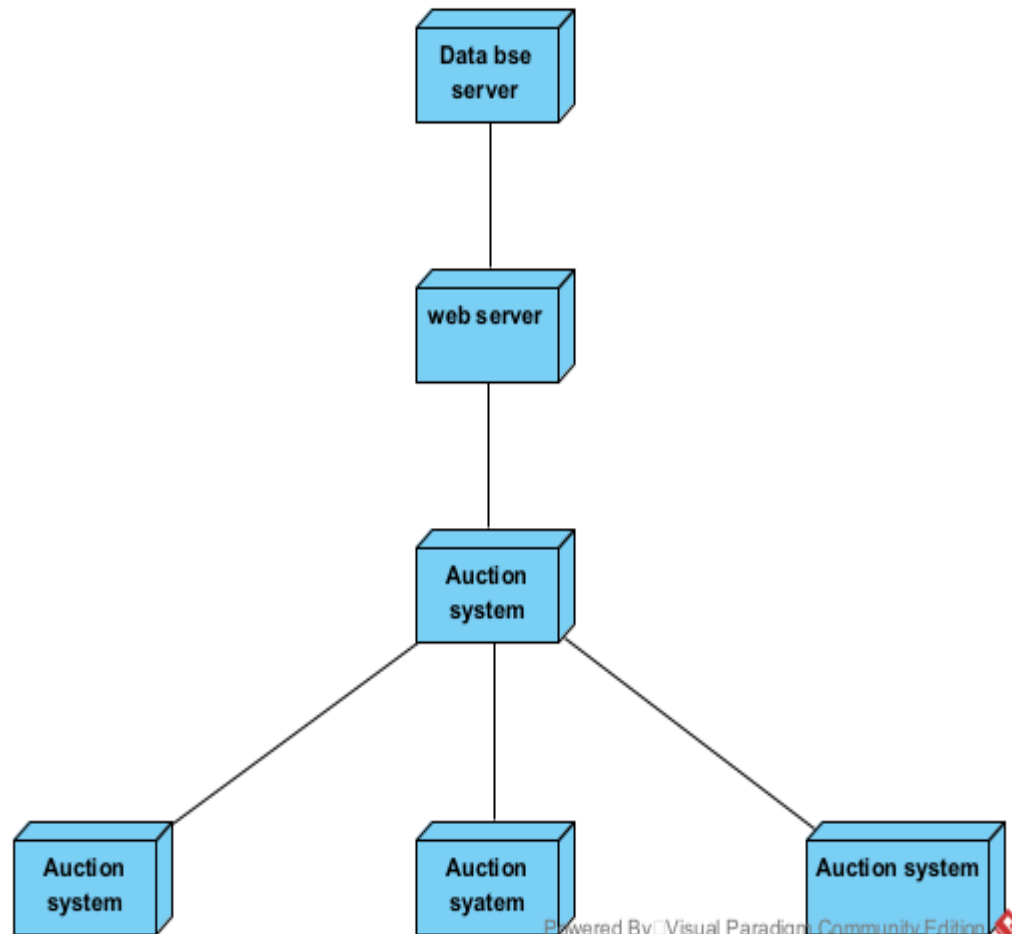 Data bse
server
web server
Auction
system
Auction
system
Auction
syatem
Auction system
Powered By Visual Paradigm Community Edition